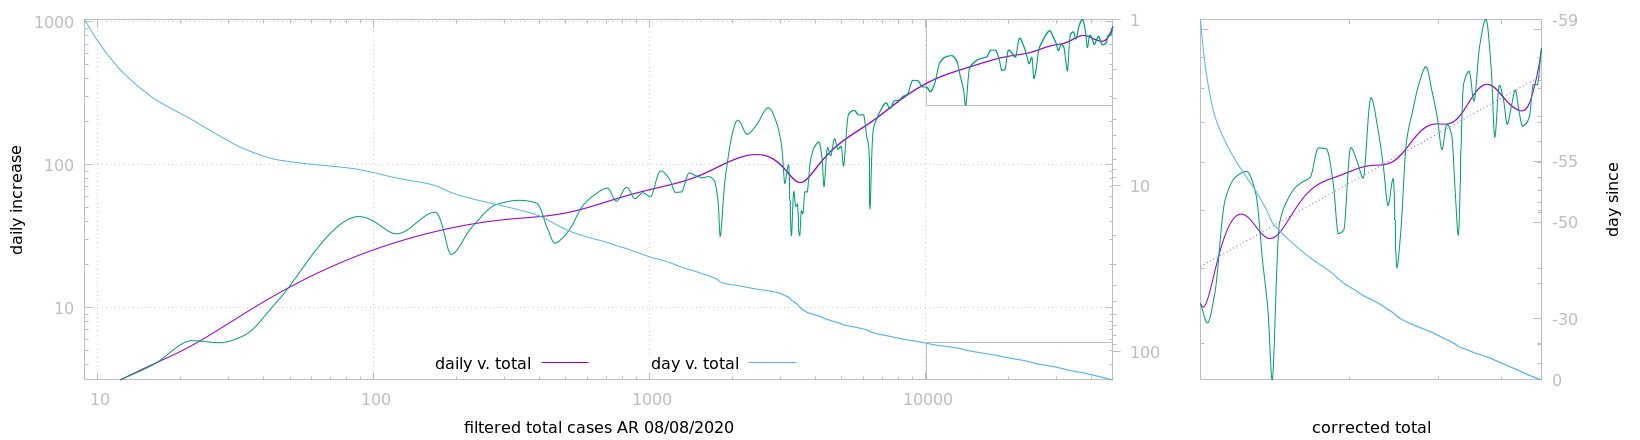 1000
100
10
daily increase
10
100
1000
10000
1
10
100
daily v. total
day v. total
filtered total cases AR 08/08/2020
-59
-55
-50
-30
0
day since
corrected total